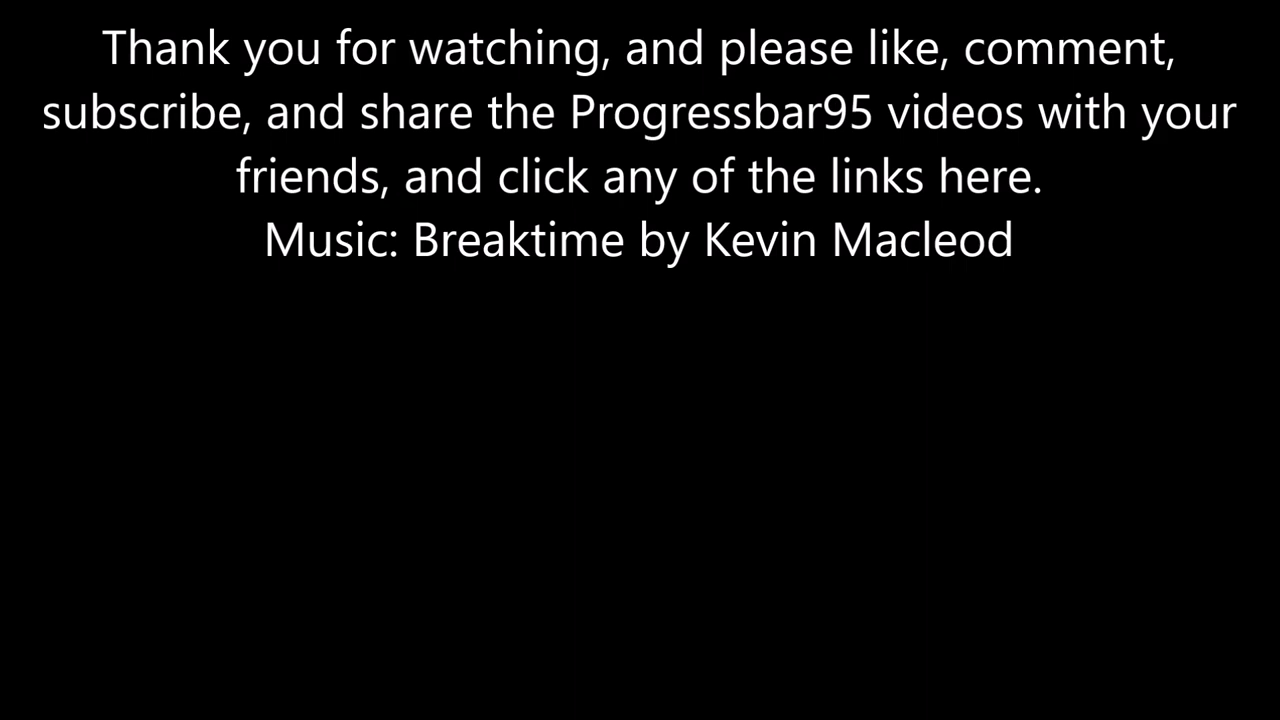 Thank you for watching, and please like, comment,
subscribe, and share the Progressbar95 videos with your
friends, and click any of the links here.
Music: Breaktime by Kevin Macleod